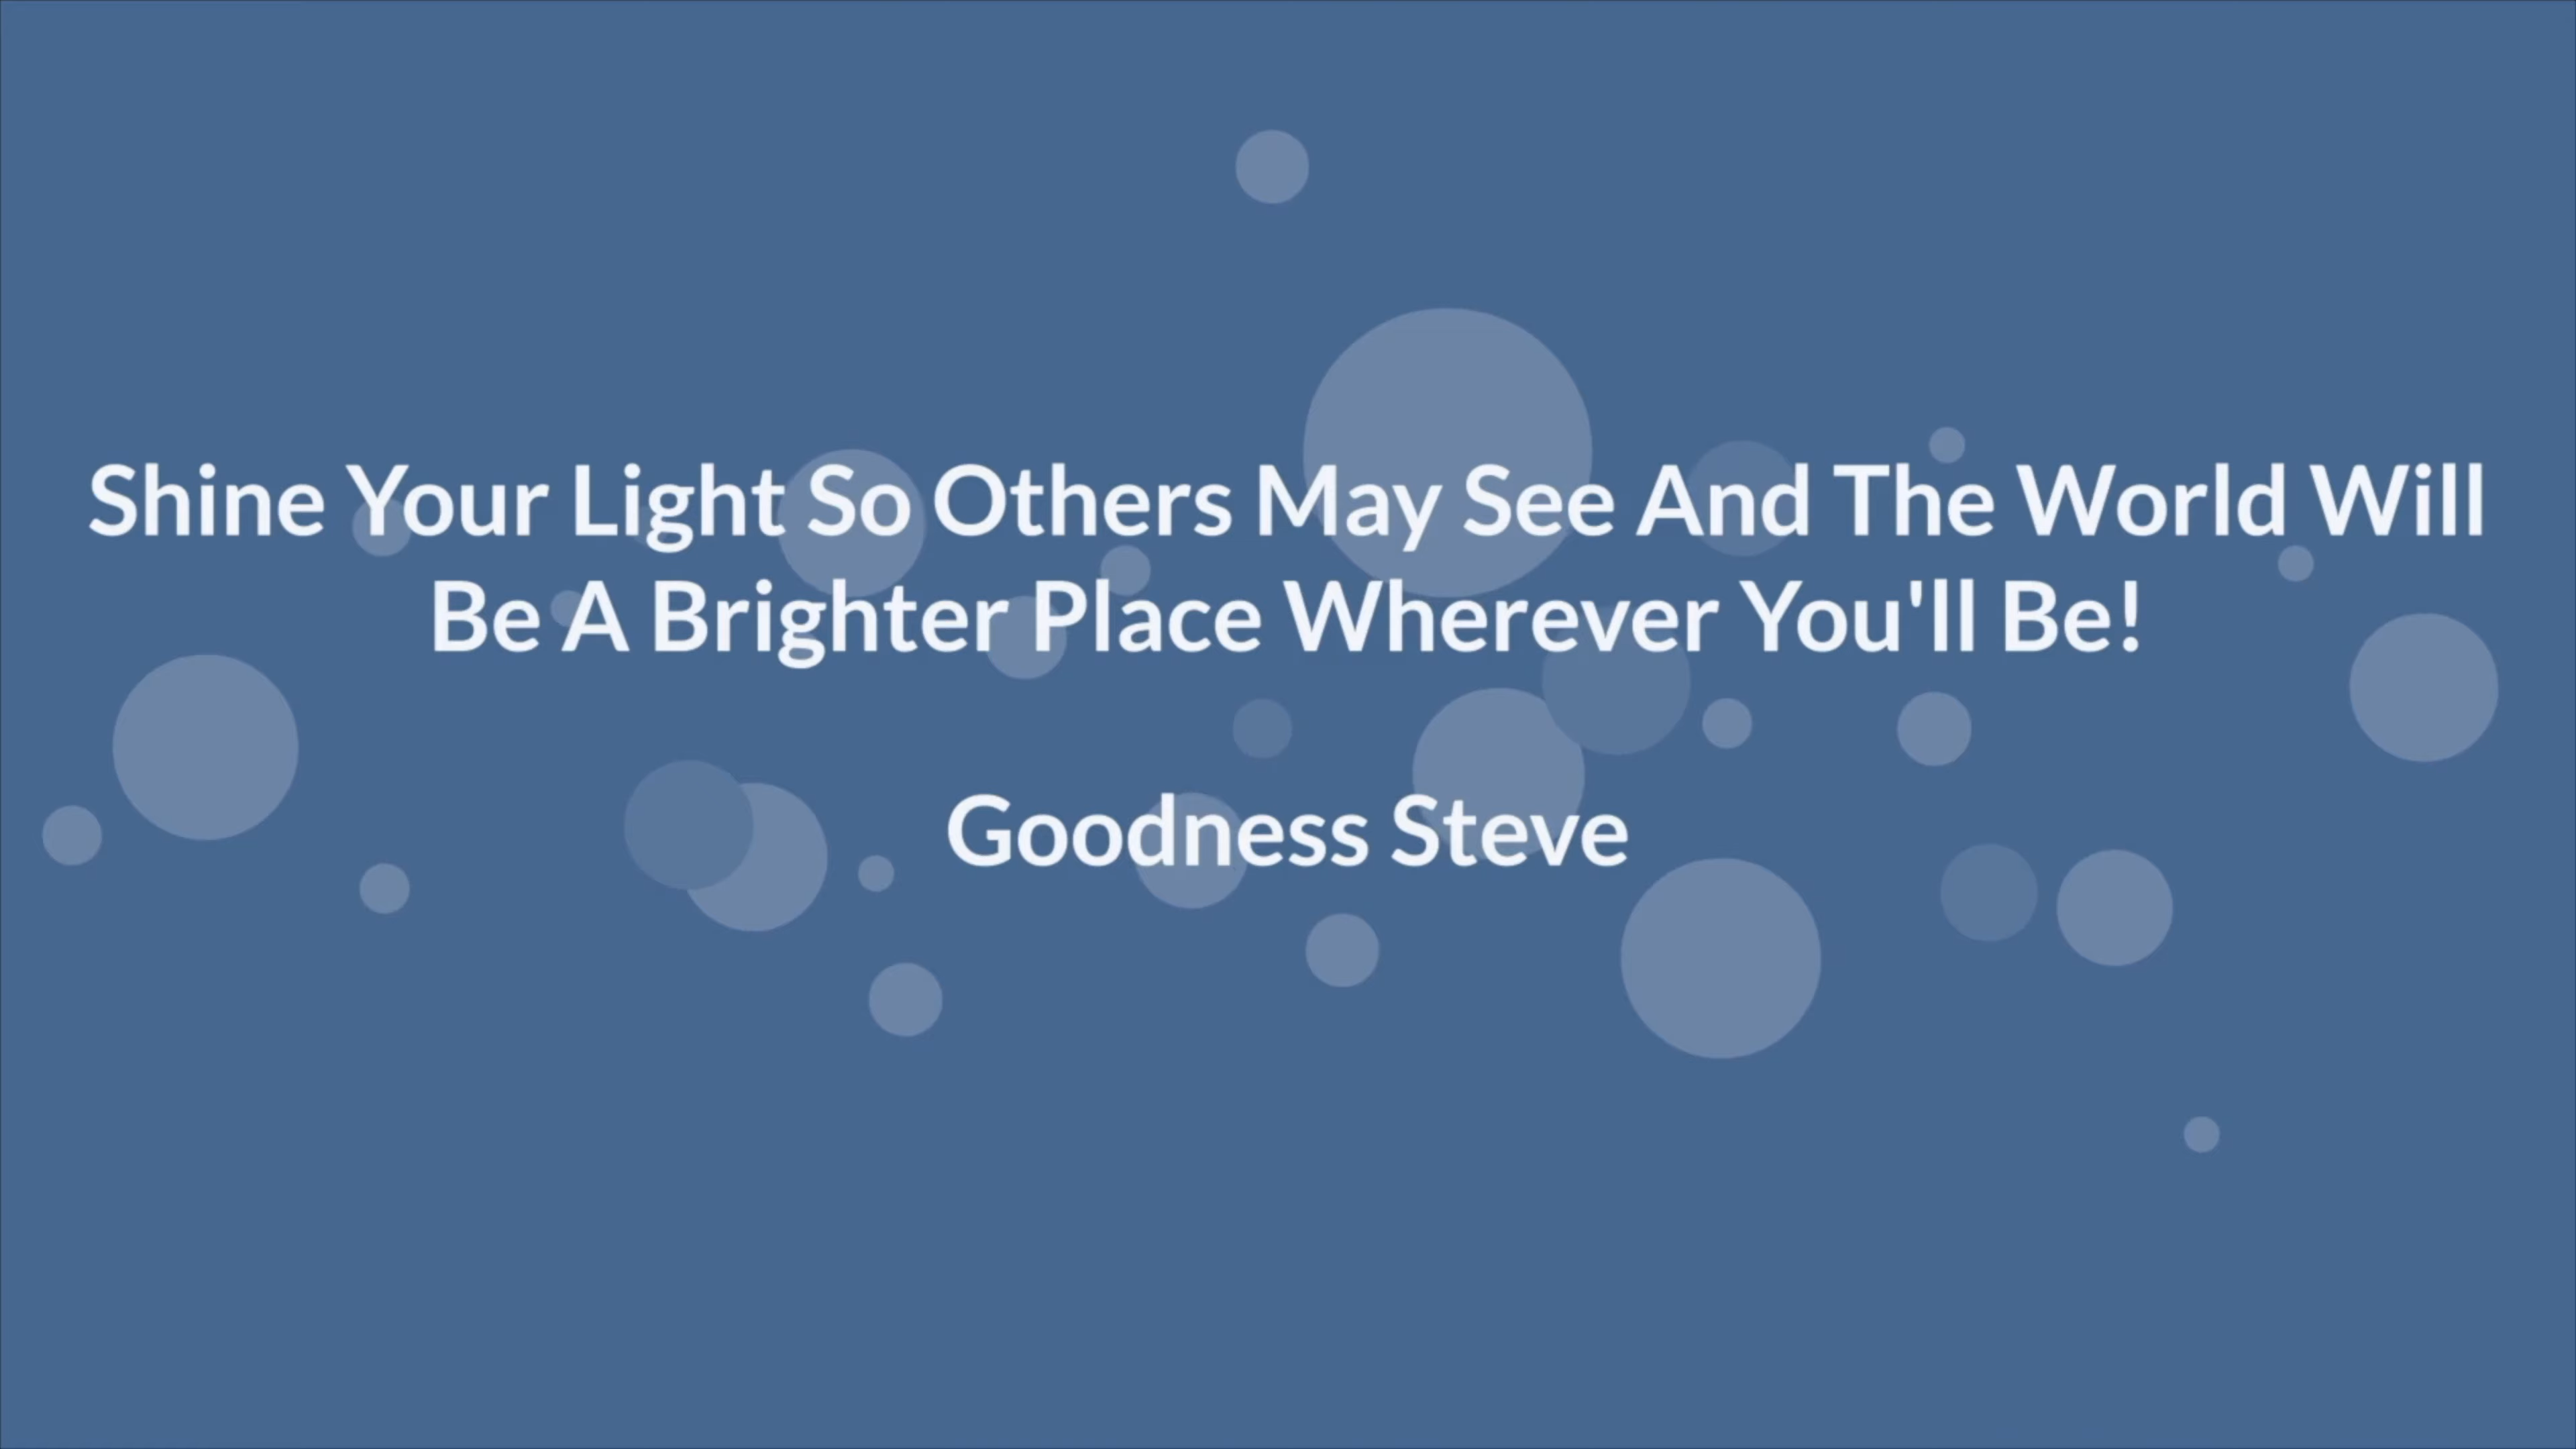 Shine Your Light So Others May See And The World Will
Be A Brighter Place Wherever You'll Be!
Goodness Steve